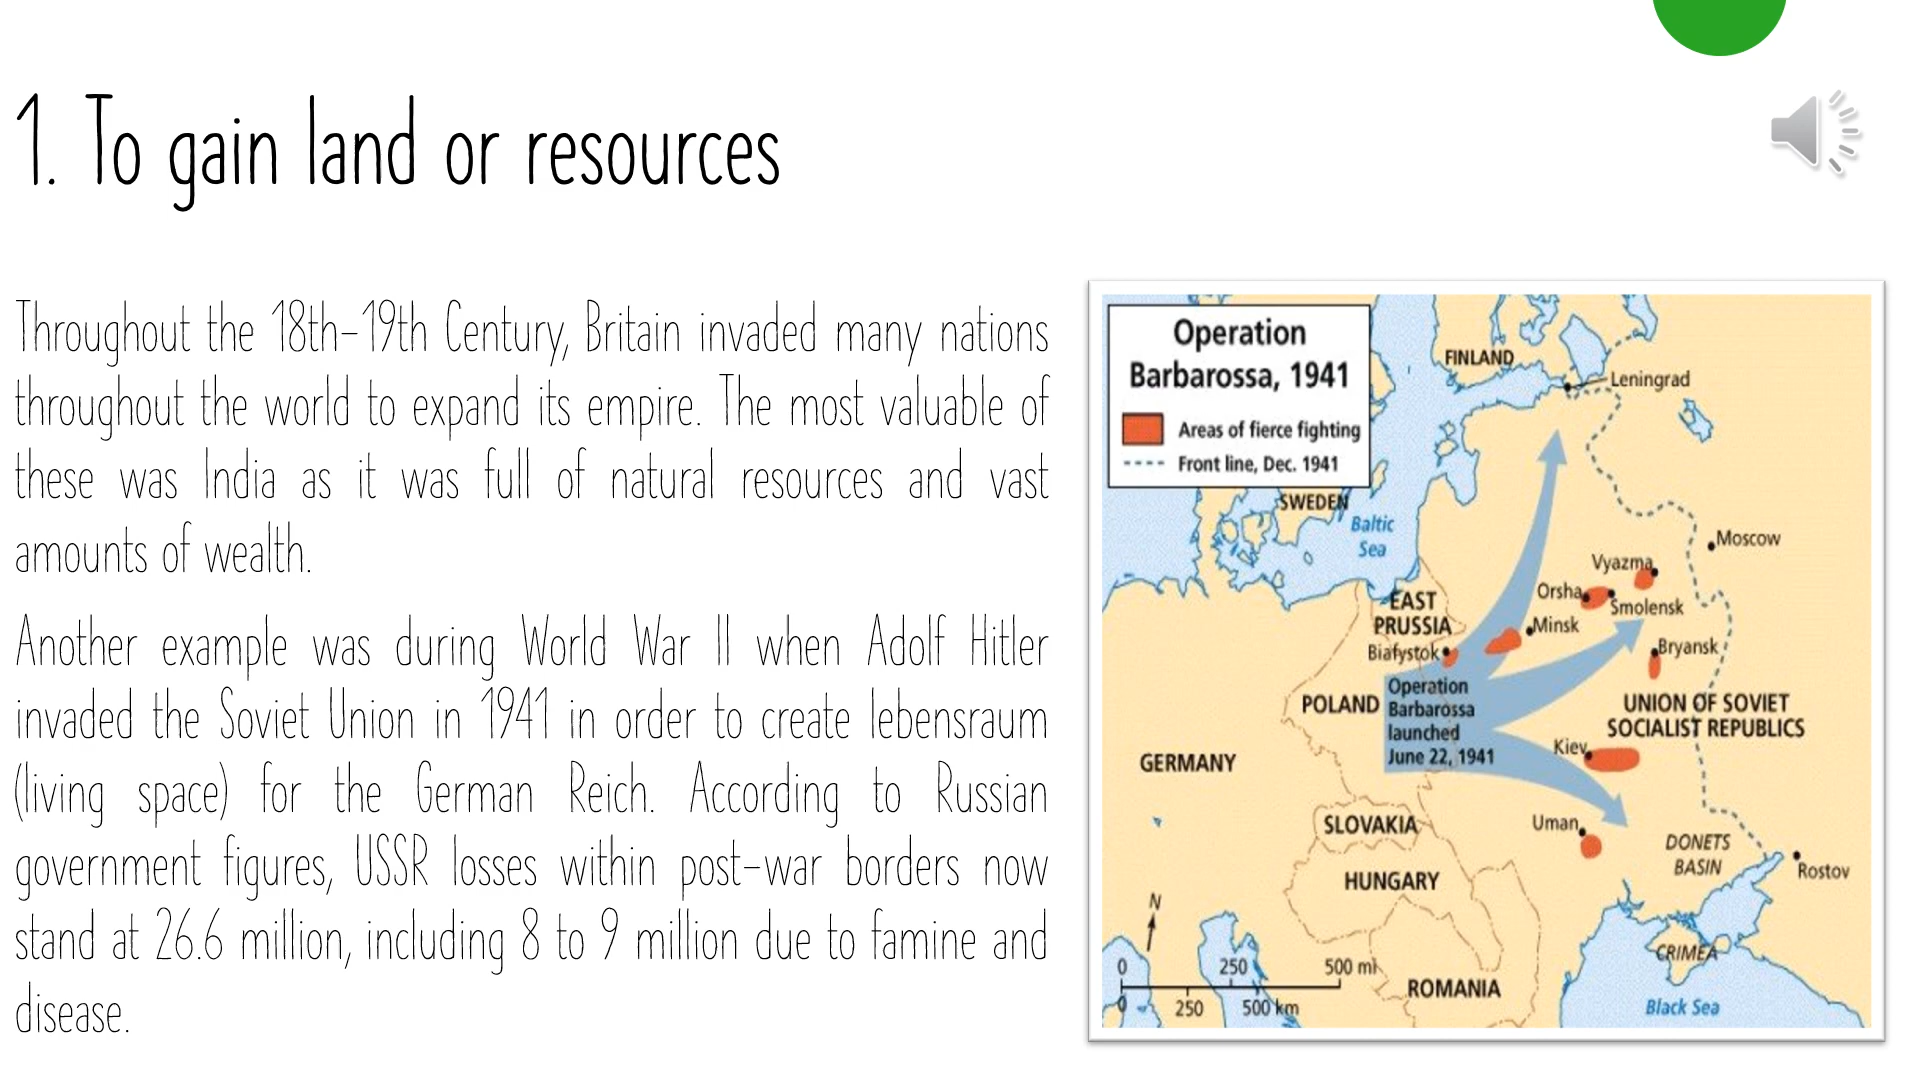 1. To gain land or resources
Throughout the 18th-19th Century, Britain invaded many nations
throughout the world to expand its empire. The most valuable of
these was India as it was full of natural resources and vast
amounts of wealth.
Another example was during World War II when Adolf Hitler
invaded the Soviet Union in 1941 in order to create lebensraum
(living space) for the German Reich. According to Russian
government figures, USSR losses within post-war borders now
stand at 26.6 million, including 8 to 9 million due to famine and
disease.
Operation
Barbarossa, 1941
Areas of fierce fighting
Front line, Dec. 1941
FINLAND
Leningrad
SWEDEN
Baltic
Sea
Moscow
Vyazma
Orsha
Smolensk
EAST
PRUSSIA
Minsk
Białystok
Bryansk
POLAND
Operation
Barbarossa
launched
June 22, 1941
UNION OF SOVIET
SOCIALIST REPUBLICS
Kiev
GERMANY
SLOVAKIA
Uman
DONETS
BASIN
Rostov
HUNGARY
N
CRIMEA
0 250 500 mi
0 250 500 km
ROMANIA
Black Sea